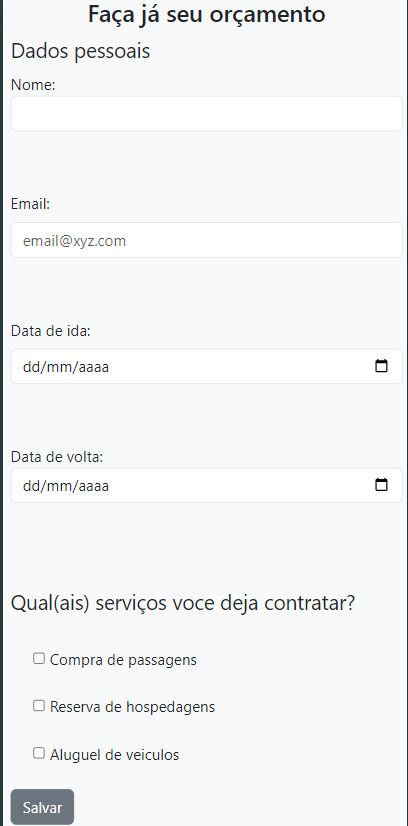 Faça já seu orçamento
Dados pessoais
Nome:
Email:
email@xyz.com
Data de ida:
dd/mm/aaaa
Data de volta:
dd/mm/aaaa
Qual(ais) serviços voce deja contratar?
Compra de passagens
Reserva de hospedagens
Aluguel de veiculos
Salvar